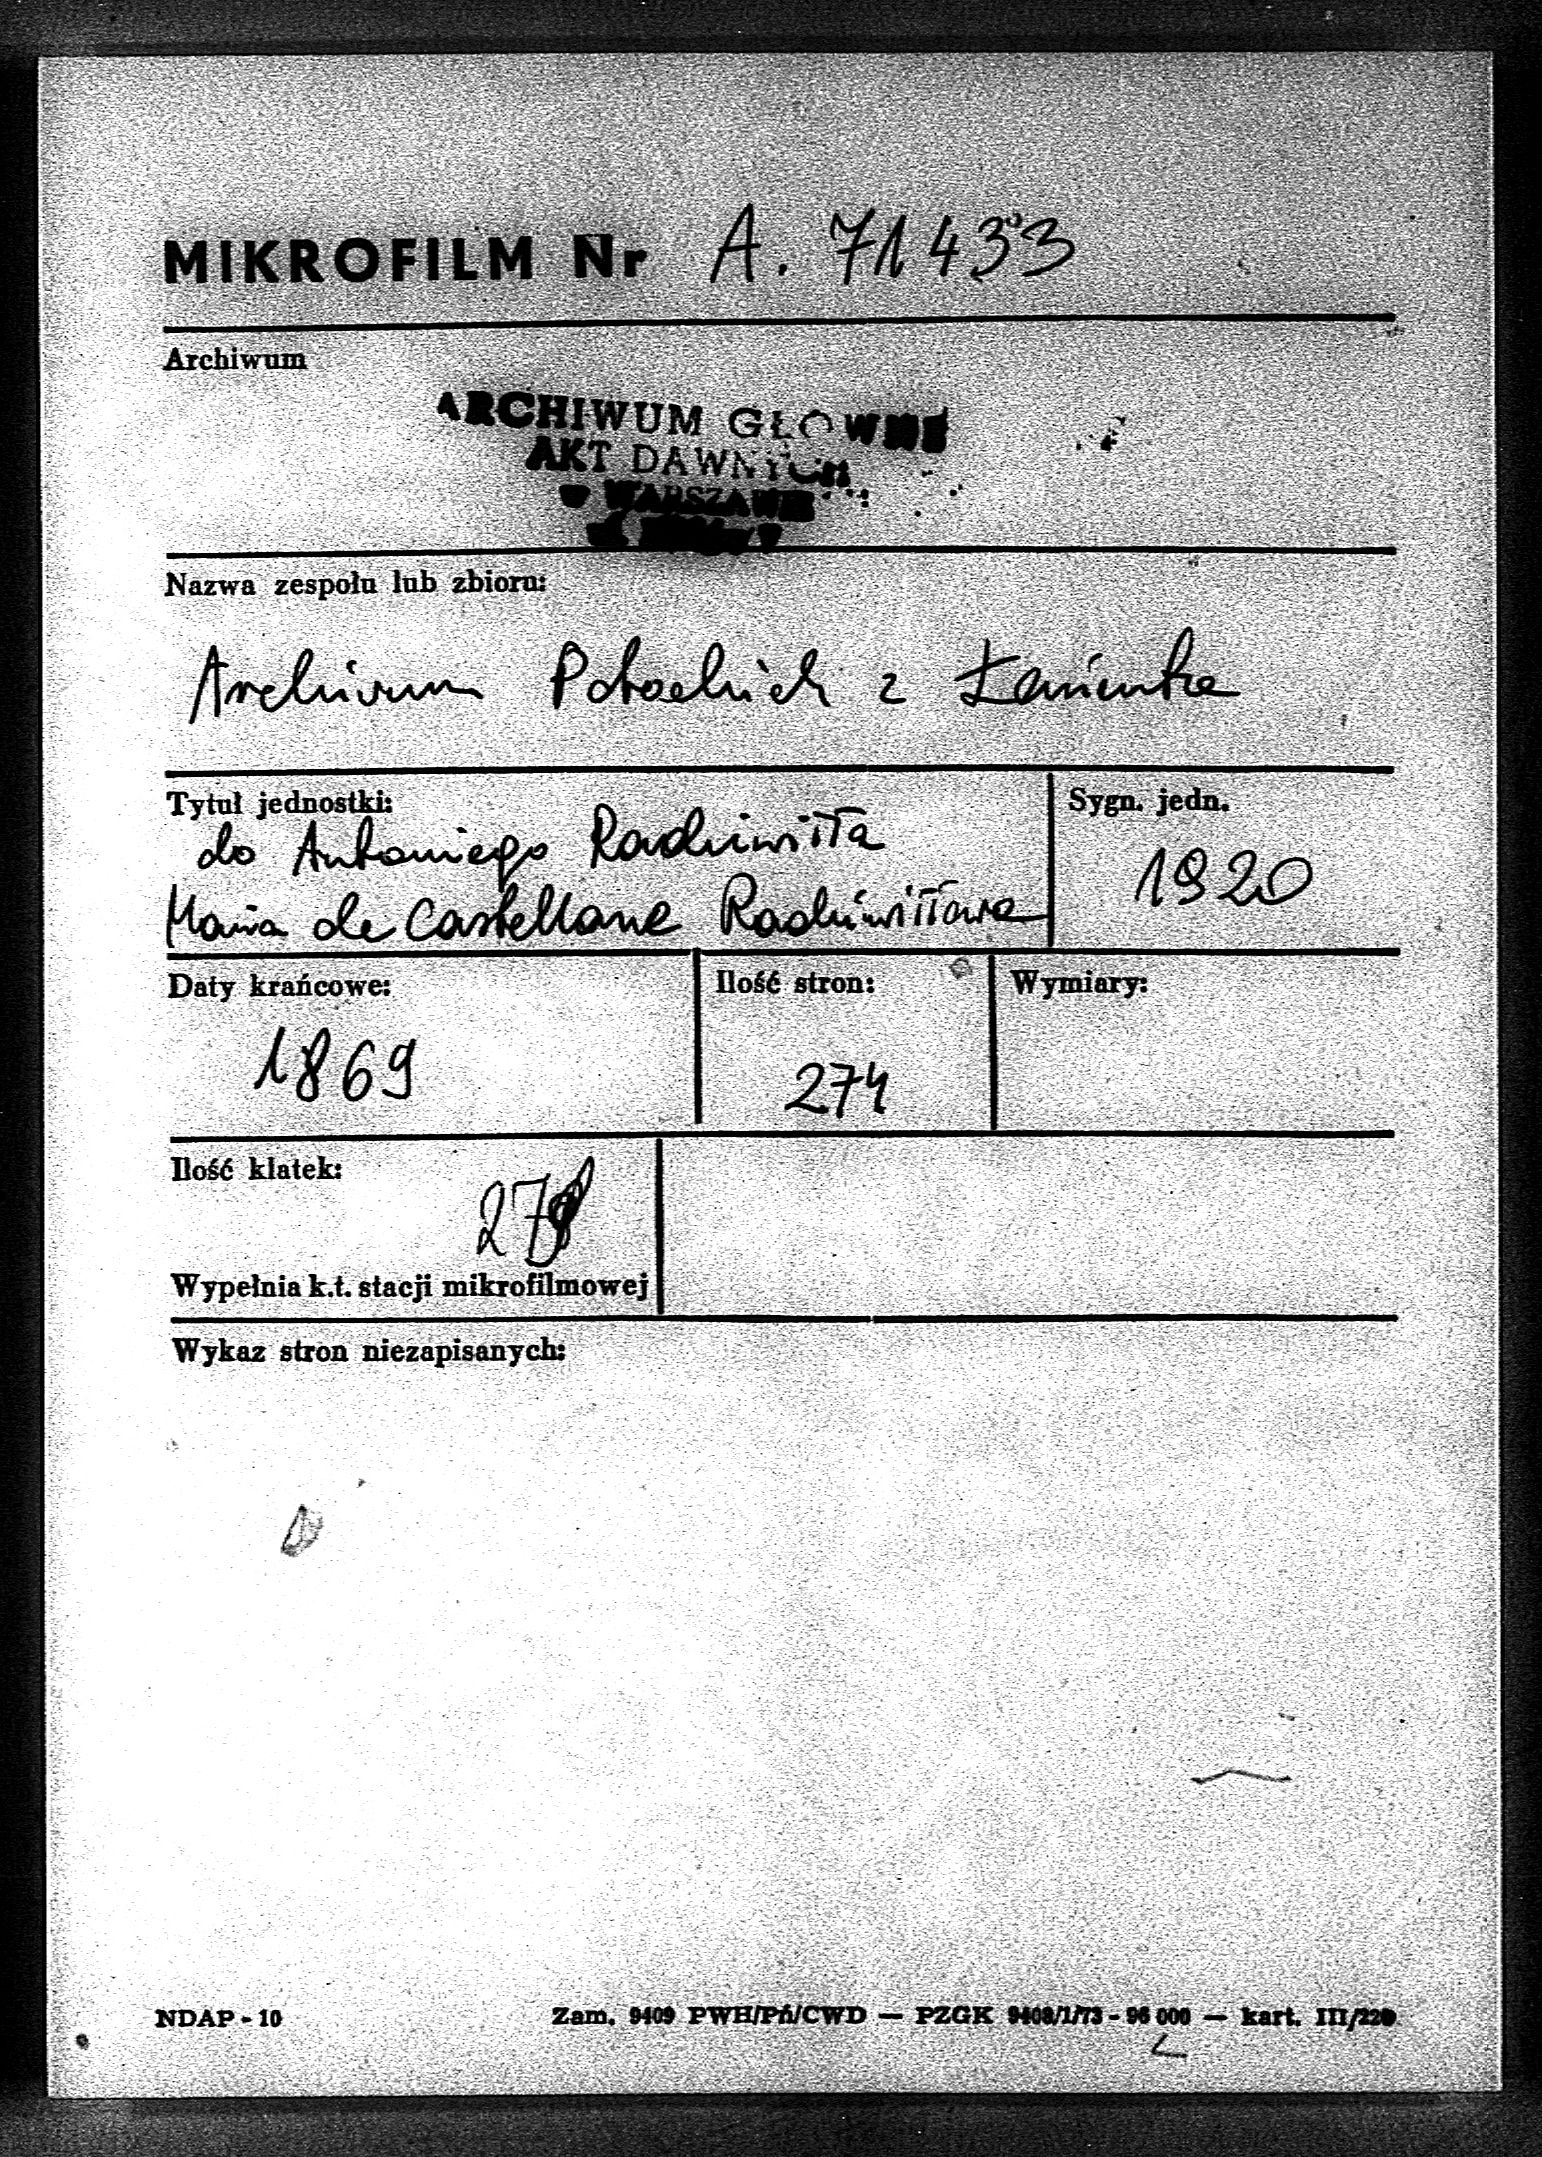 MIKROFILM Nr A. 71433
Archiwum
ARCHIWUM GŁÓWNE
AKT DAWNYCH
w WARSZAWIE
Nazwa zespołu lub zbioru:
Archiwum Potockich z Łańcuta
Tytuł jednostki:
do Antoniego Radziwiłła
Maria de Castellane Radziwiłłowa
Sygn. jedn.
1920
Daty krańcowe:
1869
Ilość stron:
274
Wymiary:
Ilość klatek:
Wypełnia k.t. stacji mikrofilmowej
Wykaz stron niezapisanych:
NDAP - 10
Zam. 9409 PWH/Pń/CWD — PZGK 9408/1/73 - 96 000 — kart. III/220